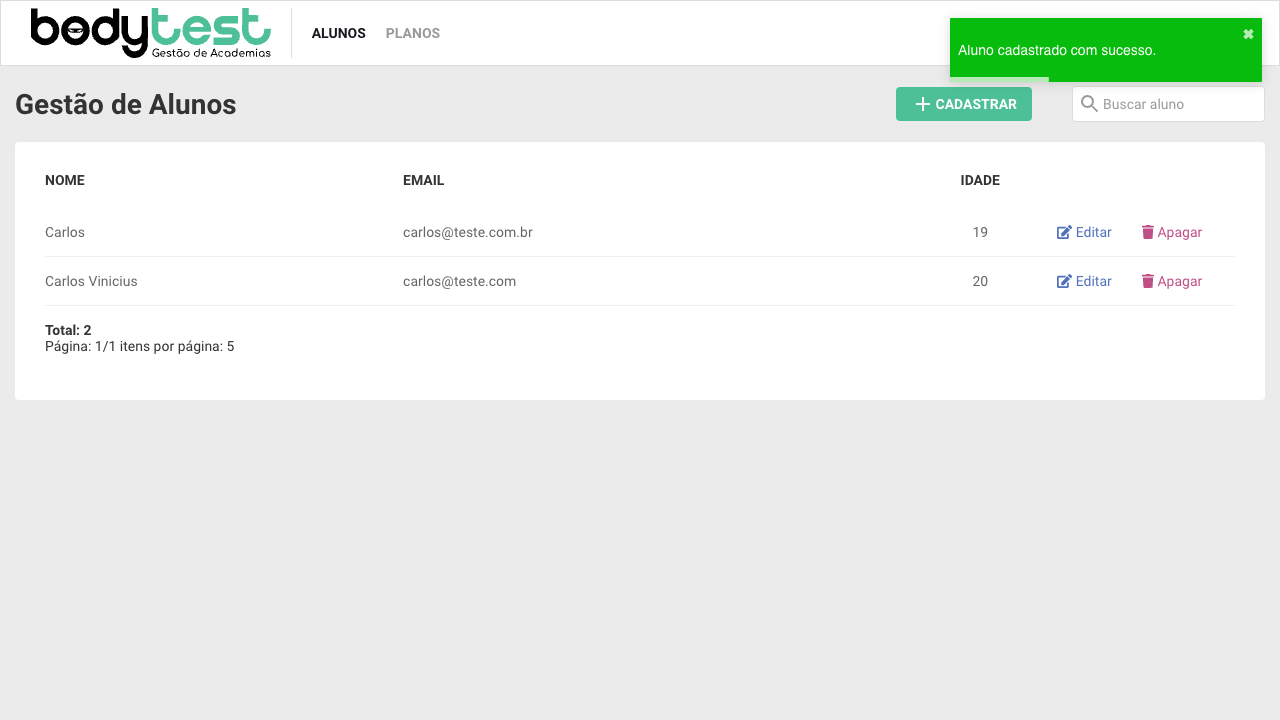 bodytest
Gestão de Academias
ALUNOS PLANOS
Aluno cadastrado com sucesso. ✖
Gestão de Alunos
CADASTRAR
Buscar aluno
NOME EMAIL IDADE
Carlos carlos@teste.com.br 19 Editar Apagar
Carlos Vinicius carlos@teste.com 20 Editar Apagar
Total: 2
Página: 1/1 itens por página: 5